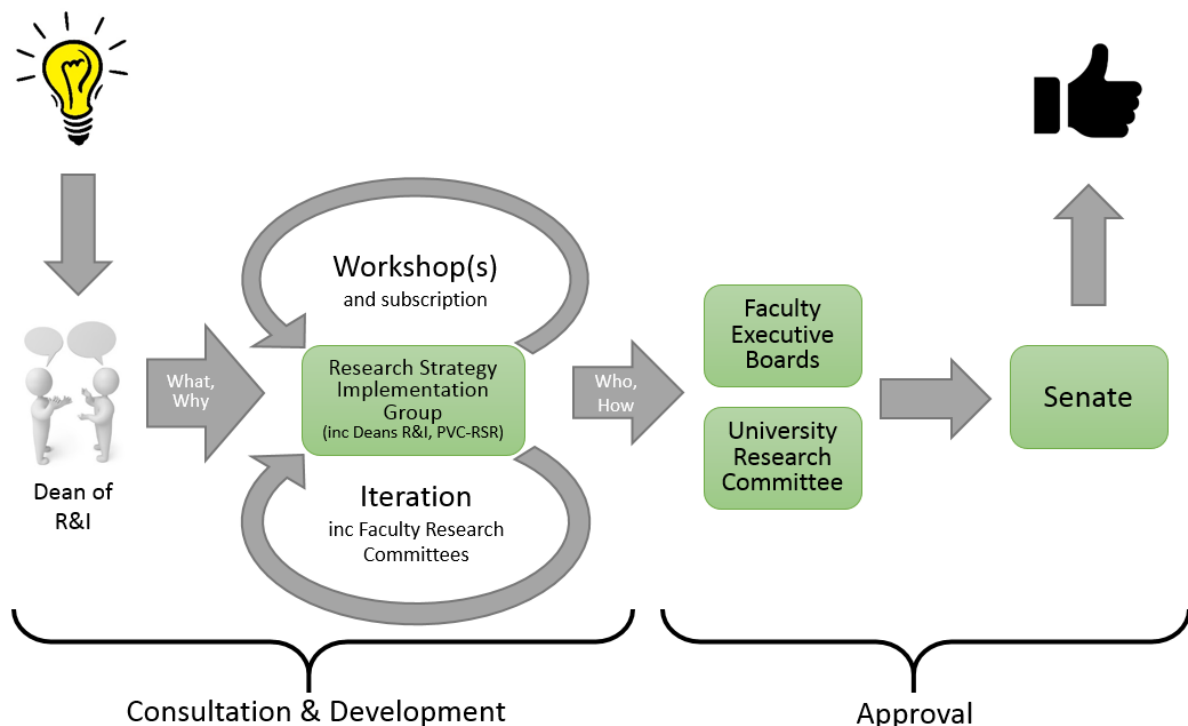 Workshop(s)
and subscription
What,
Why
Research Strategy
Implementation
Group
(inc Deans R&I, PVC-RSR)
Who,
How
Faculty
Executive
Boards
University
Research
Committee
Senate
Dean of
R&I
Iteration
inc Faculty Research
Committees
Consultation & Development
Approval